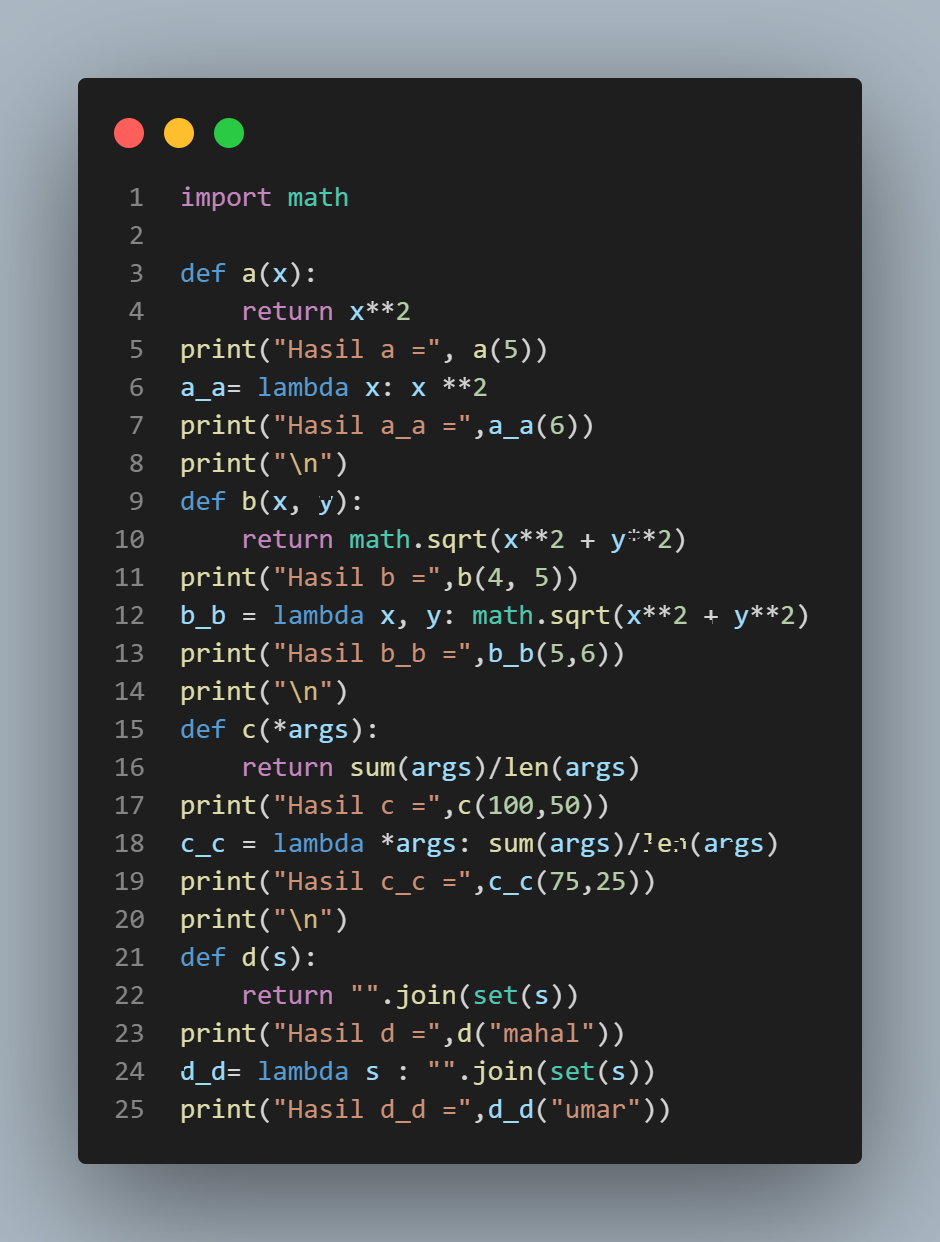 1 import math
2
3 def a(x):
4     return x**2
5 print("Hasil a =", a(5))
6 a_a= lambda x: x **2
7 print("Hasil a_a =",a_a(6))
8 print("\n")
9 def b(x, y):
10     return math.sqrt(x**2 + y**2)
11 print("Hasil b =",b(4, 5))
12 b_b = lambda x, y: math.sqrt(x**2 + y**2)
13 print("Hasil b_b =",b_b(5,6))
14 print("\n")
15 def c(*args):
16     return sum(args)/len(args)
17 print("Hasil c =",c(100,50))
18 c_c = lambda *args: sum(args)/len(args)
19 print("Hasil c_c =",c_c(75,25))
20 print("\n")
21 def d(s):
22     return "".join(set(s))
23 print("Hasil d =",d("mahal"))
24 d_d= lambda s : "".join(set(s))
25 print("Hasil d_d =",d_d("umar"))